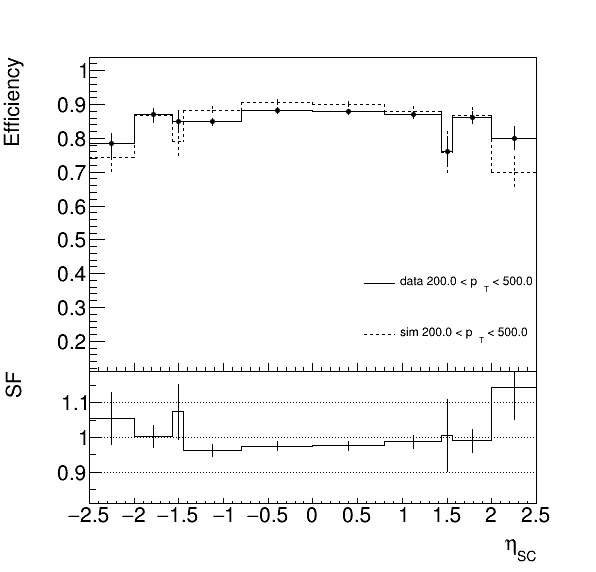 Efficiency
1
0.9
0.8
0.7
0.6
0.5
0.4
0.3
0.2
data 200.0 < p_T < 500.0
sim 200.0 < p_T < 500.0
SF
1.1
1
0.9
−2.5 −2 −1.5 −1 −0.5 0 0.5 1 1.5 2 2.5
η_SC